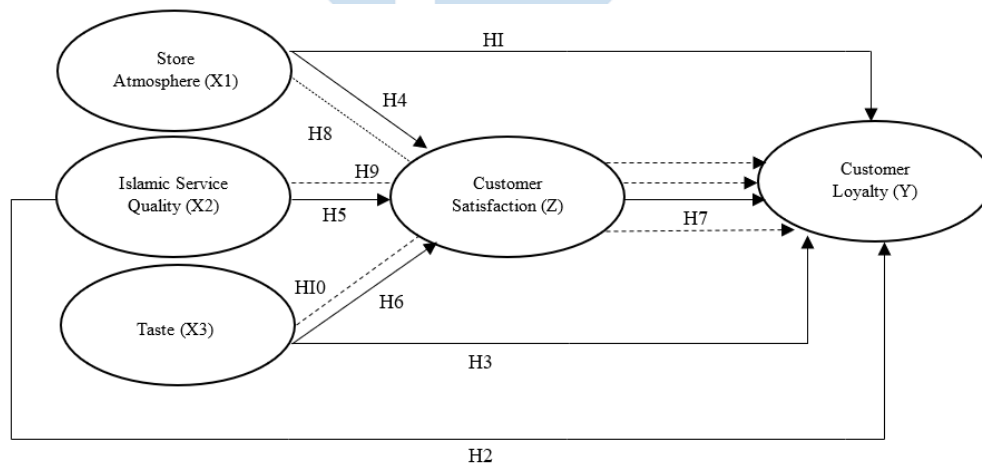 Store
Atmosphere (X1)
HI
H4
H8
Islamic Service
Quality (X2)
H9
H5
Customer
Satisfaction (Z)
H7
Customer
Loyalty (Y)
Taste (X3)
HI0
H6
H3
H2